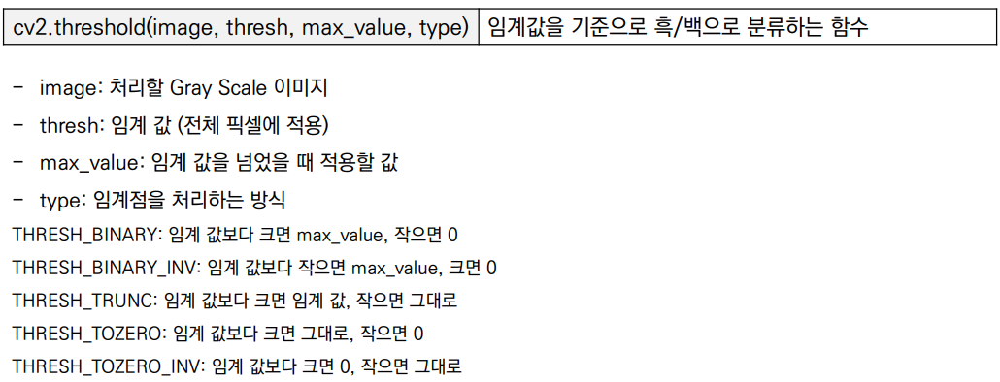 cv2.threshold(image, thresh, max_value, type) 임계값을 기준으로 흑/백으로 분류하는 함수
- image: 처리할 Gray Scale 이미지
- thresh: 임계 값 (전체 픽셀에 적용)
- max_value: 임계 값을 넘었을 때 적용할 값
- type: 임계점을 처리하는 방식
THRESH_BINARY: 임계 값보다 크면 max_value, 작으면 0
THRESH_BINARY_INV: 임계 값보다 작으면 max_value, 크면 0
THRESH_TRUNC: 임계 값보다 크면 임계 값, 작으면 그대로
THRESH_TOZERO: 임계 값보다 크면 그대로, 작으면 0
THRESH_TOZERO_INV: 임계 값보다 크면 0, 작으면 그대로